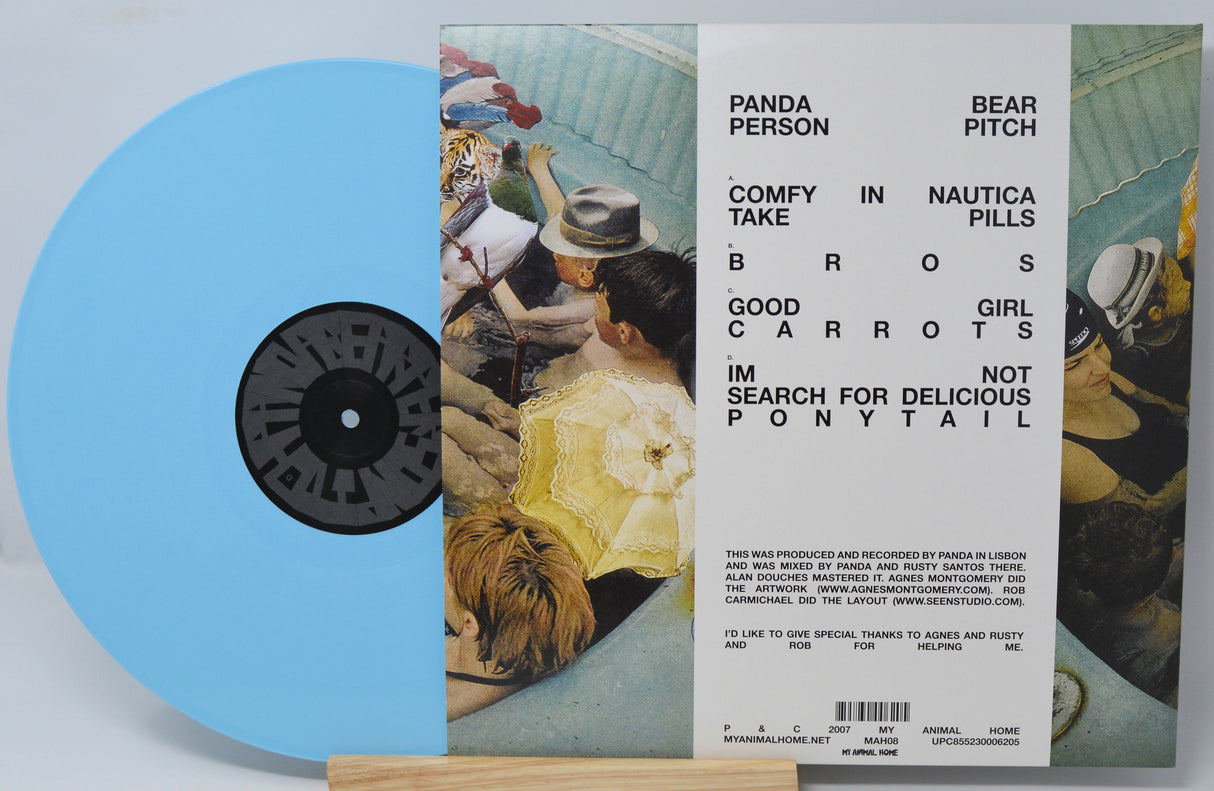 PANDA BEAR
PERSON PITCH
A.
COMFY IN NAUTICA
TAKE PILLS
B.
B R O S
C.
GOOD GIRL
C A R R O T S
D.
IM NOT
SEARCH FOR DELICIOUS
P O N Y T A I L
THIS WAS PRODUCED AND RECORDED BY PANDA IN LISBON
AND WAS MIXED BY PANDA AND RUSTY SANTOS THERE.
ALAN DOUCHES MASTERED IT. AGNES MONTGOMERY DID
THE ARTWORK (WWW.AGNESMONTGOMERY.COM). ROB
CARMICHAEL DID THE LAYOUT (WWW.SEENSTUDIO.COM).
I'D LIKE TO GIVE SPECIAL THANKS TO AGNES AND RUSTY
AND ROB FOR HELPING ME.
P & C 2007 MY ANIMAL HOME
MYANIMALHOME.NET MAH08 UPC855230006205
MY ANIMAL HOME